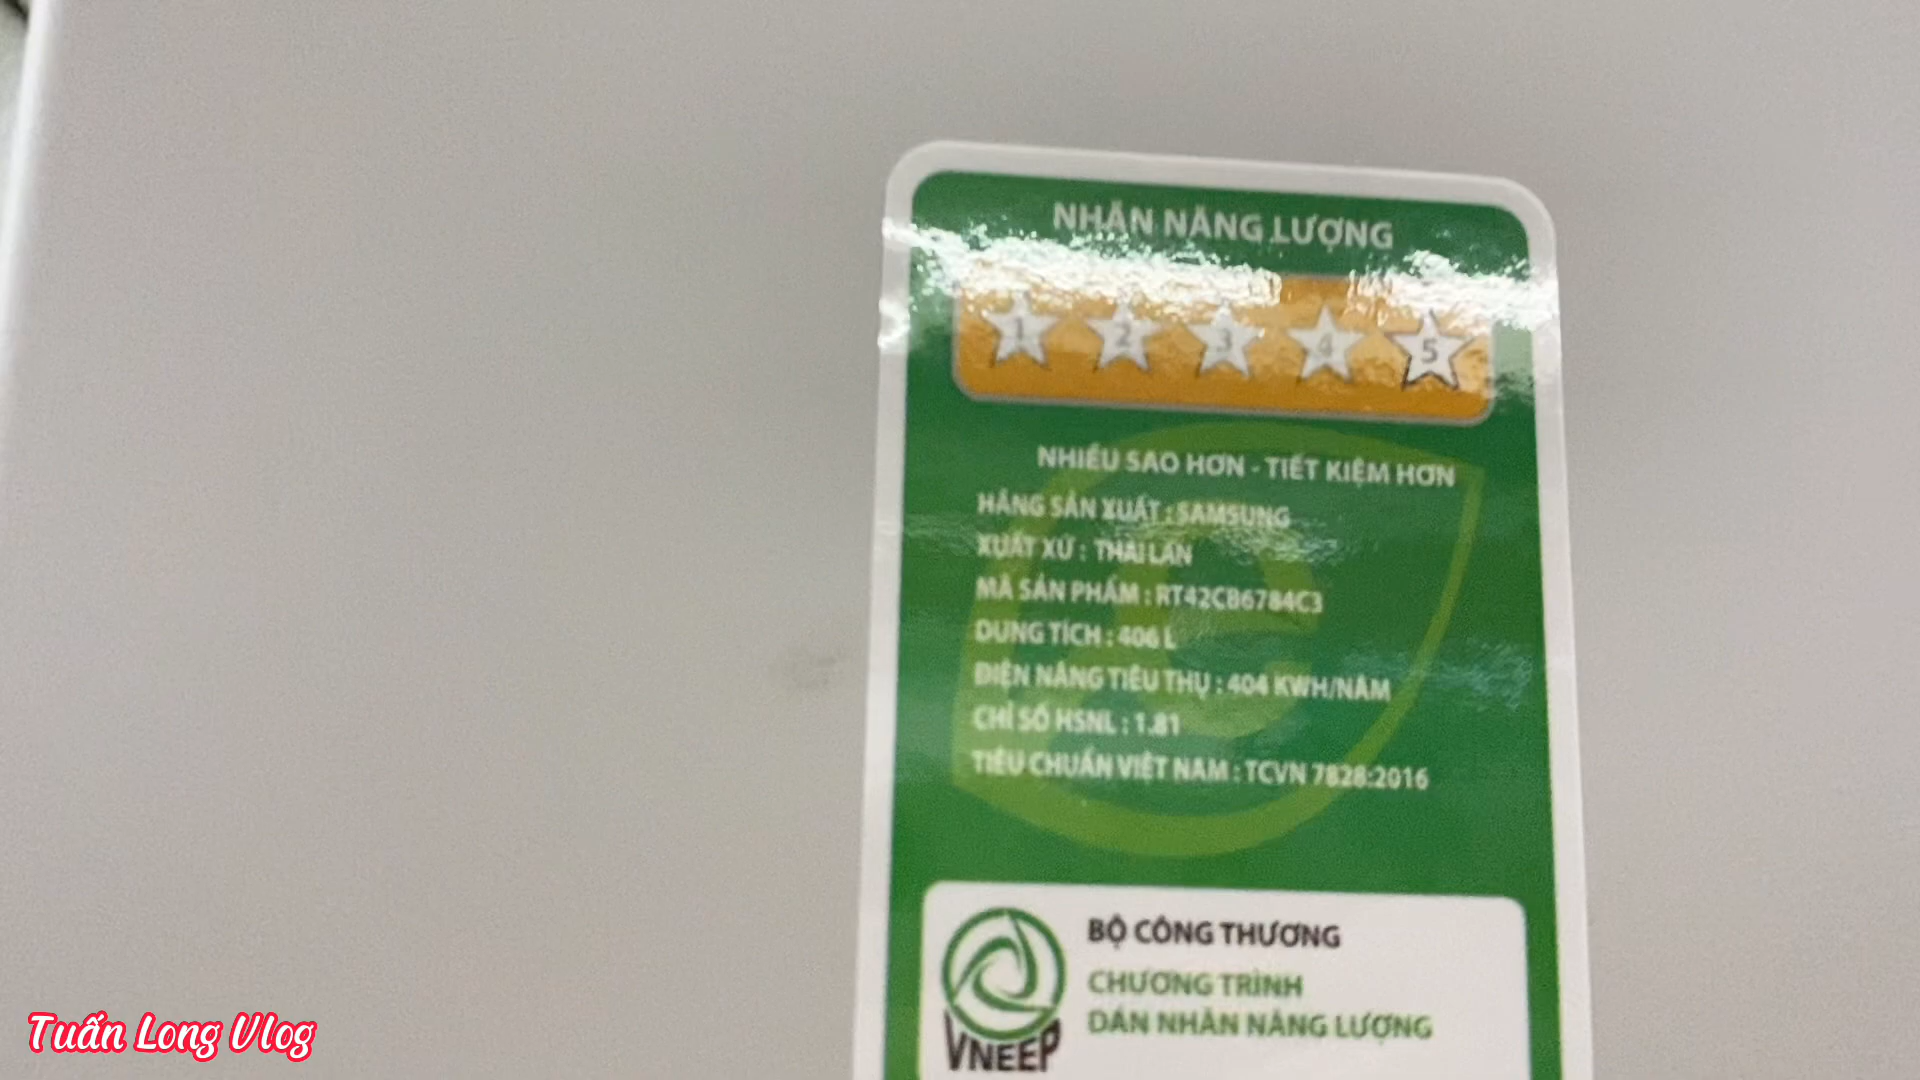 NHÃN NĂNG LƯỢNG
1 2 3 4 5
NHIỀU SAO HƠN - TIẾT KIỆM HƠN
HÃNG SẢN XUẤT : SAMSUNG
XUẤT XỨ : THÁI LAN
MÃ SẢN PHẨM : RT42CB6784C3
DUNG TÍCH : 406 L
ĐIỆN NĂNG TIÊU THỤ : 404 KWH/NĂM
CHỈ SỐ HSNL : 1.81
TIÊU CHUẨN VIỆT NAM : TCVN 7828:2016
BỘ CÔNG THƯƠNG
CHƯƠNG TRÌNH
DÁN NHÃN NĂNG LƯỢNG
VNEEP
Tuấn Long Vlog